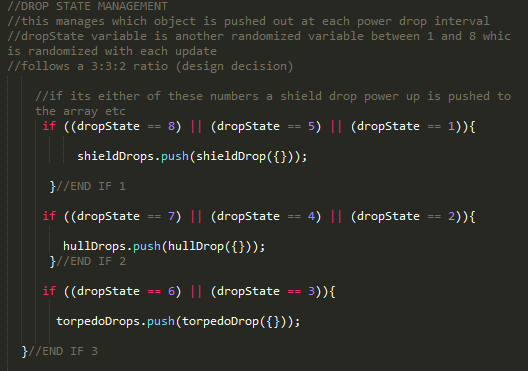 //DROP STATE MANAGEMENT
//this manages which object is pushed out at each power drop interval
//dropState variable is another randomized variable between 1 and 8 whic
is randomized with each update
//follows a 3:3:2 ratio (design decision)
//if its either of these numbers a shield drop power up is pushed to
the array etc
if ((dropState == 8) || (dropState == 5) || (dropState == 1)){
shieldDrops.push(shieldDrop({}));
}//END IF 1
if ((dropState == 7) || (dropState == 4) || (dropState == 2)){
hullDrops.push(hullDrop({}));
}//END IF 2
if ((dropState == 6) || (dropState == 3)){
torpedoDrops.push(torpedoDrop({}));
}//END IF 3